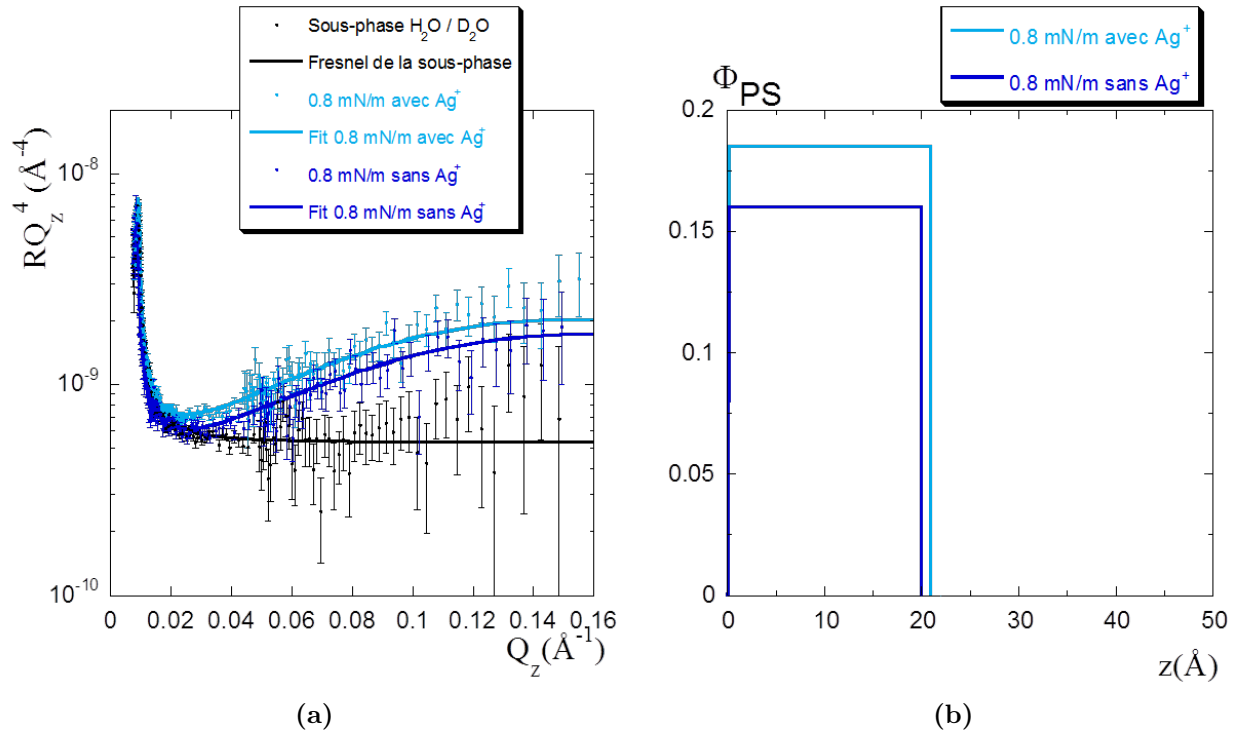 Sous-phase H₂O / D₂O
Fresnel de la sous-phase
0.8 mN/m avec Ag⁺
Fit 0.8 mN/m avec Ag⁺
0.8 mN/m sans Ag⁺
Fit 0.8 mN/m sans Ag⁺
RQ_z⁴ (Å⁻⁴)
10⁻⁸
10⁻⁹
10⁻¹⁰
0 0.02 0.04 0.06 0.08 0.1 0.12 0.14 0.16
Q_z(Å⁻¹)
(a)
0.8 mN/m avec Ag⁺
0.8 mN/m sans Ag⁺
Φ_PS
0.2
0.15
0.1
0.05
0
0 10 20 30 40 50
z(Å)
(b)